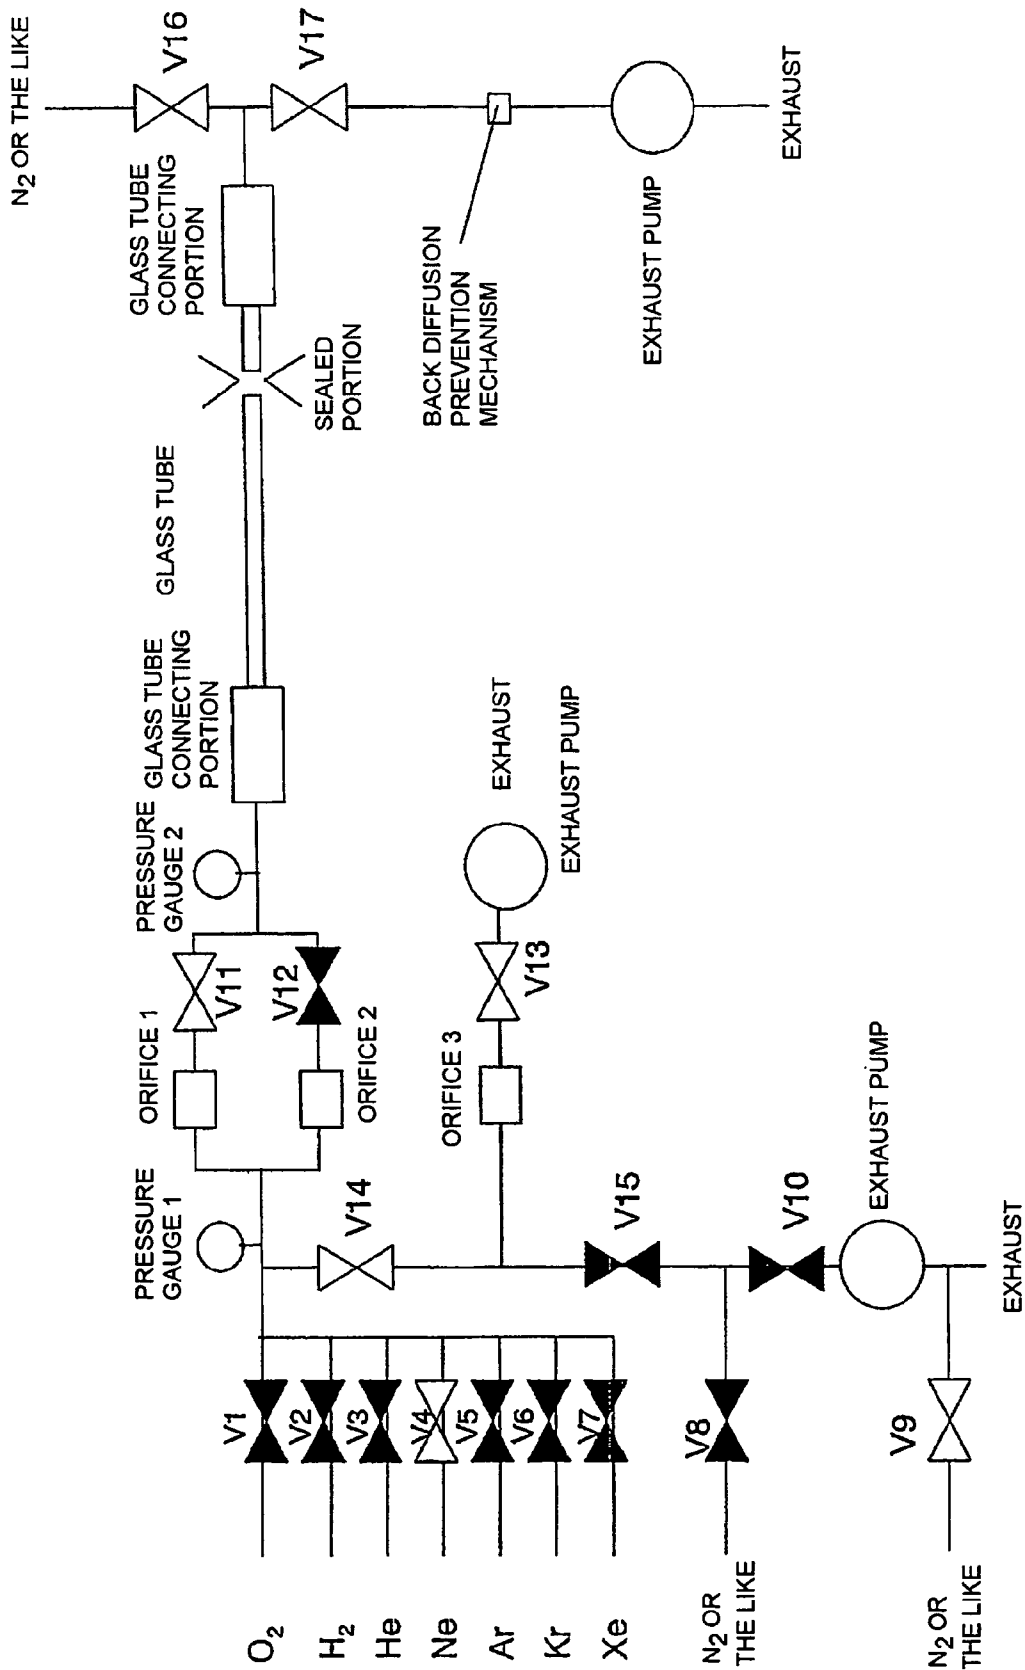 N2 OR THE LIKE
V16
V17
EXHAUST
EXHAUST PUMP
BACK DIFFUSION
PREVENTION
MECHANISM
GLASS TUBE
CONNECTING
PORTION
SEALED
PORTION
GLASS TUBE
GLASS TUBE
CONNECTING
PORTION
PRESSURE
GAUGE 2
V11
V12
ORIFICE 1
ORIFICE 2
EXHAUST
EXHAUST PUMP
V13
ORIFICE 3
PRESSURE
GAUGE 1
V14
V15
V10
EXHAUST PUMP
EXHAUST
V1
V2
V3
V4
V5
V6
V7
V8
V9
O2
H2
He
Ne
Ar
Kr
Xe
N2 OR
THE LIKE
N2 OR
THE LIKE